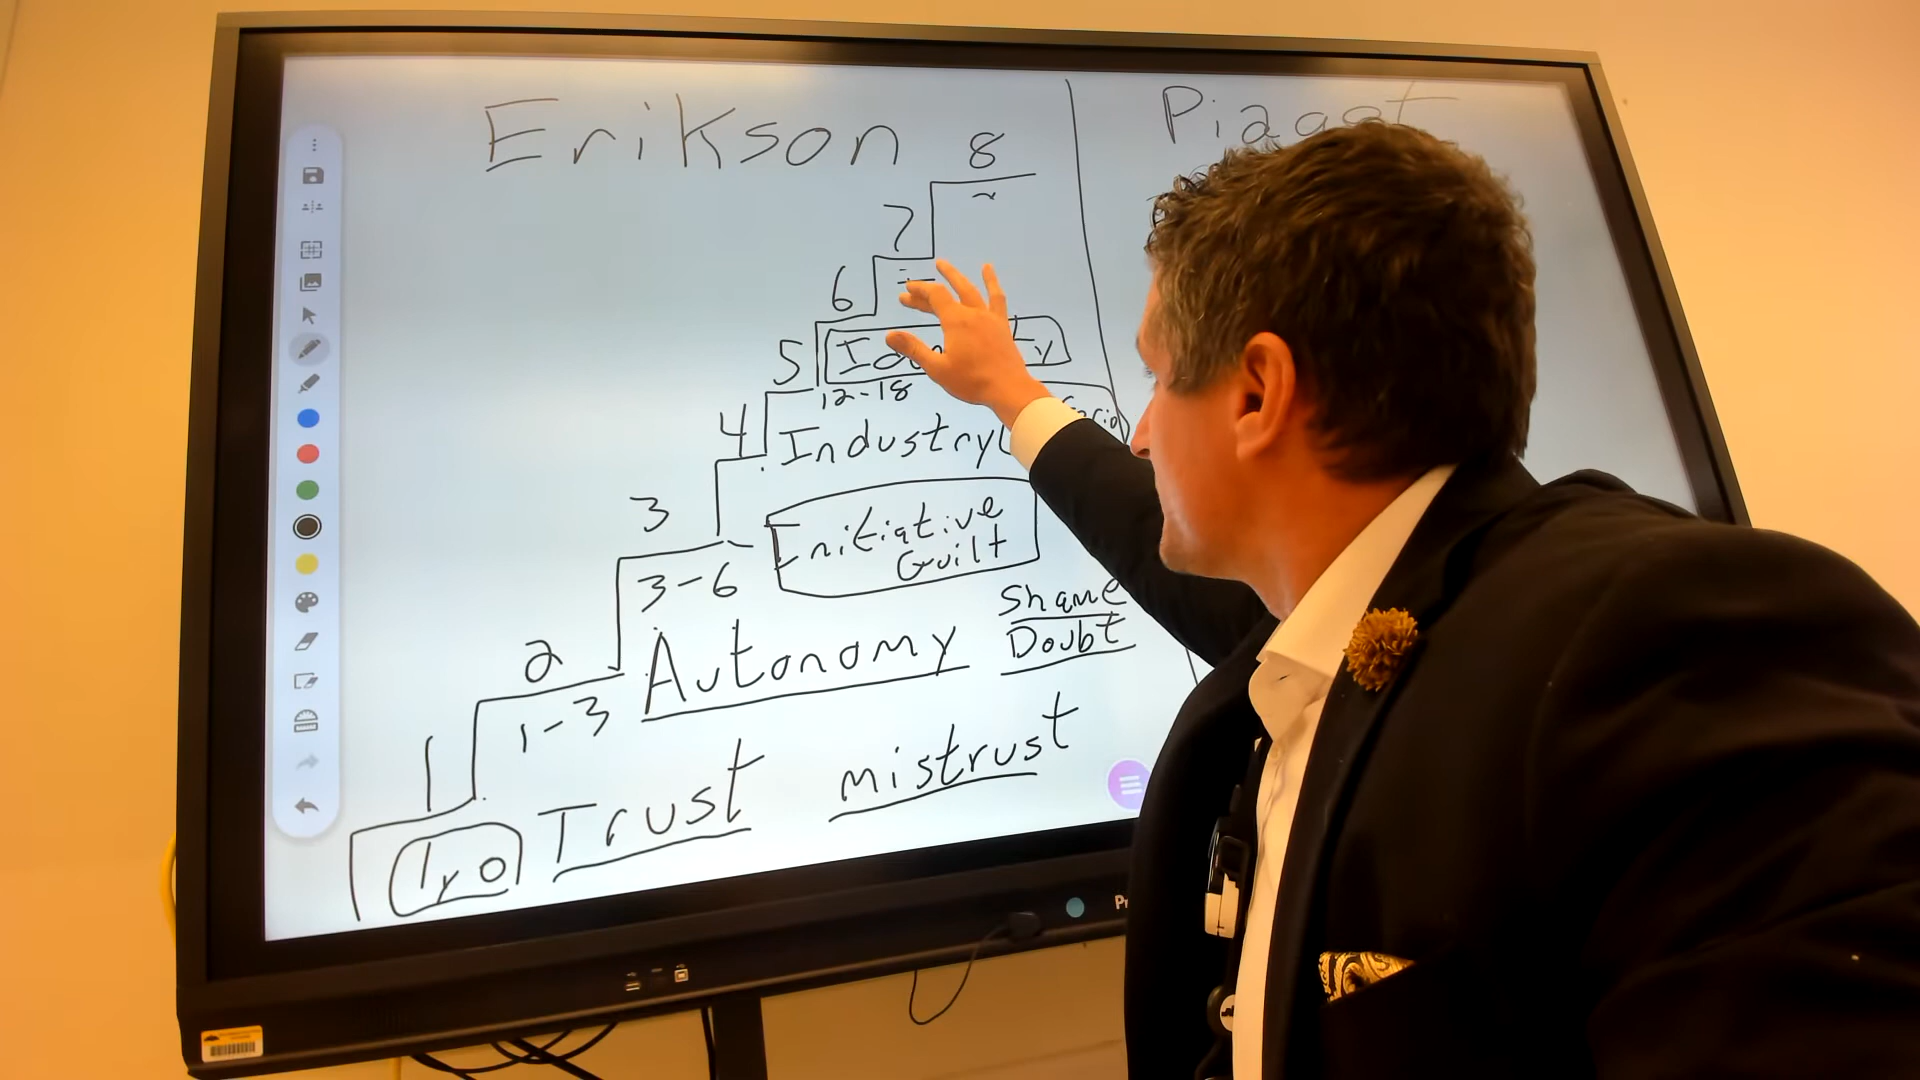 Erikson
8
7
6
5
12-18
4 Industry
3
3-6 Initiative
Guilt
2
1-3 Autonomy
Shame
Doubt
1
1yo Trust mistrust
Piaget